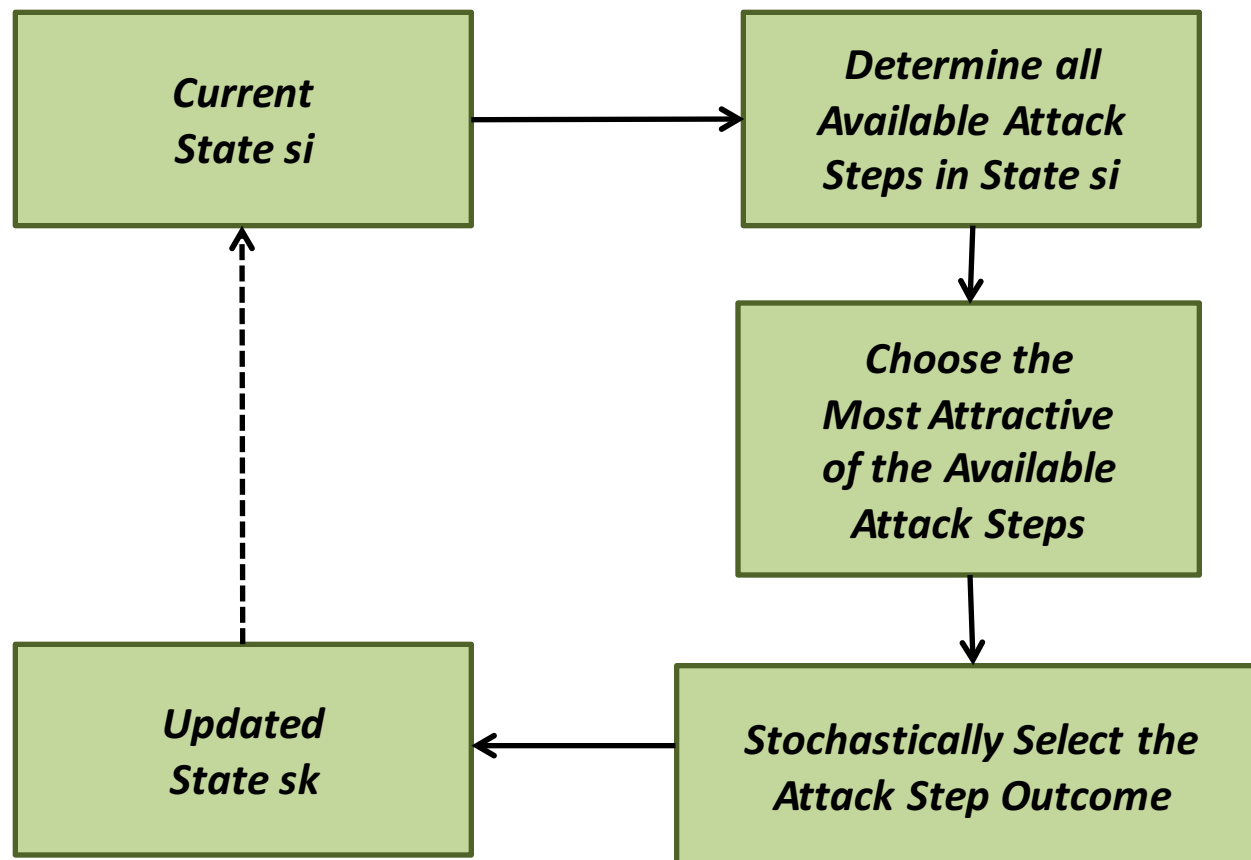 Current
State si
Determine all
Available Attack
Steps in State si
Choose the
Most Attractive
of the Available
Attack Steps
Stochastically Select the
Attack Step Outcome
Updated
State sk